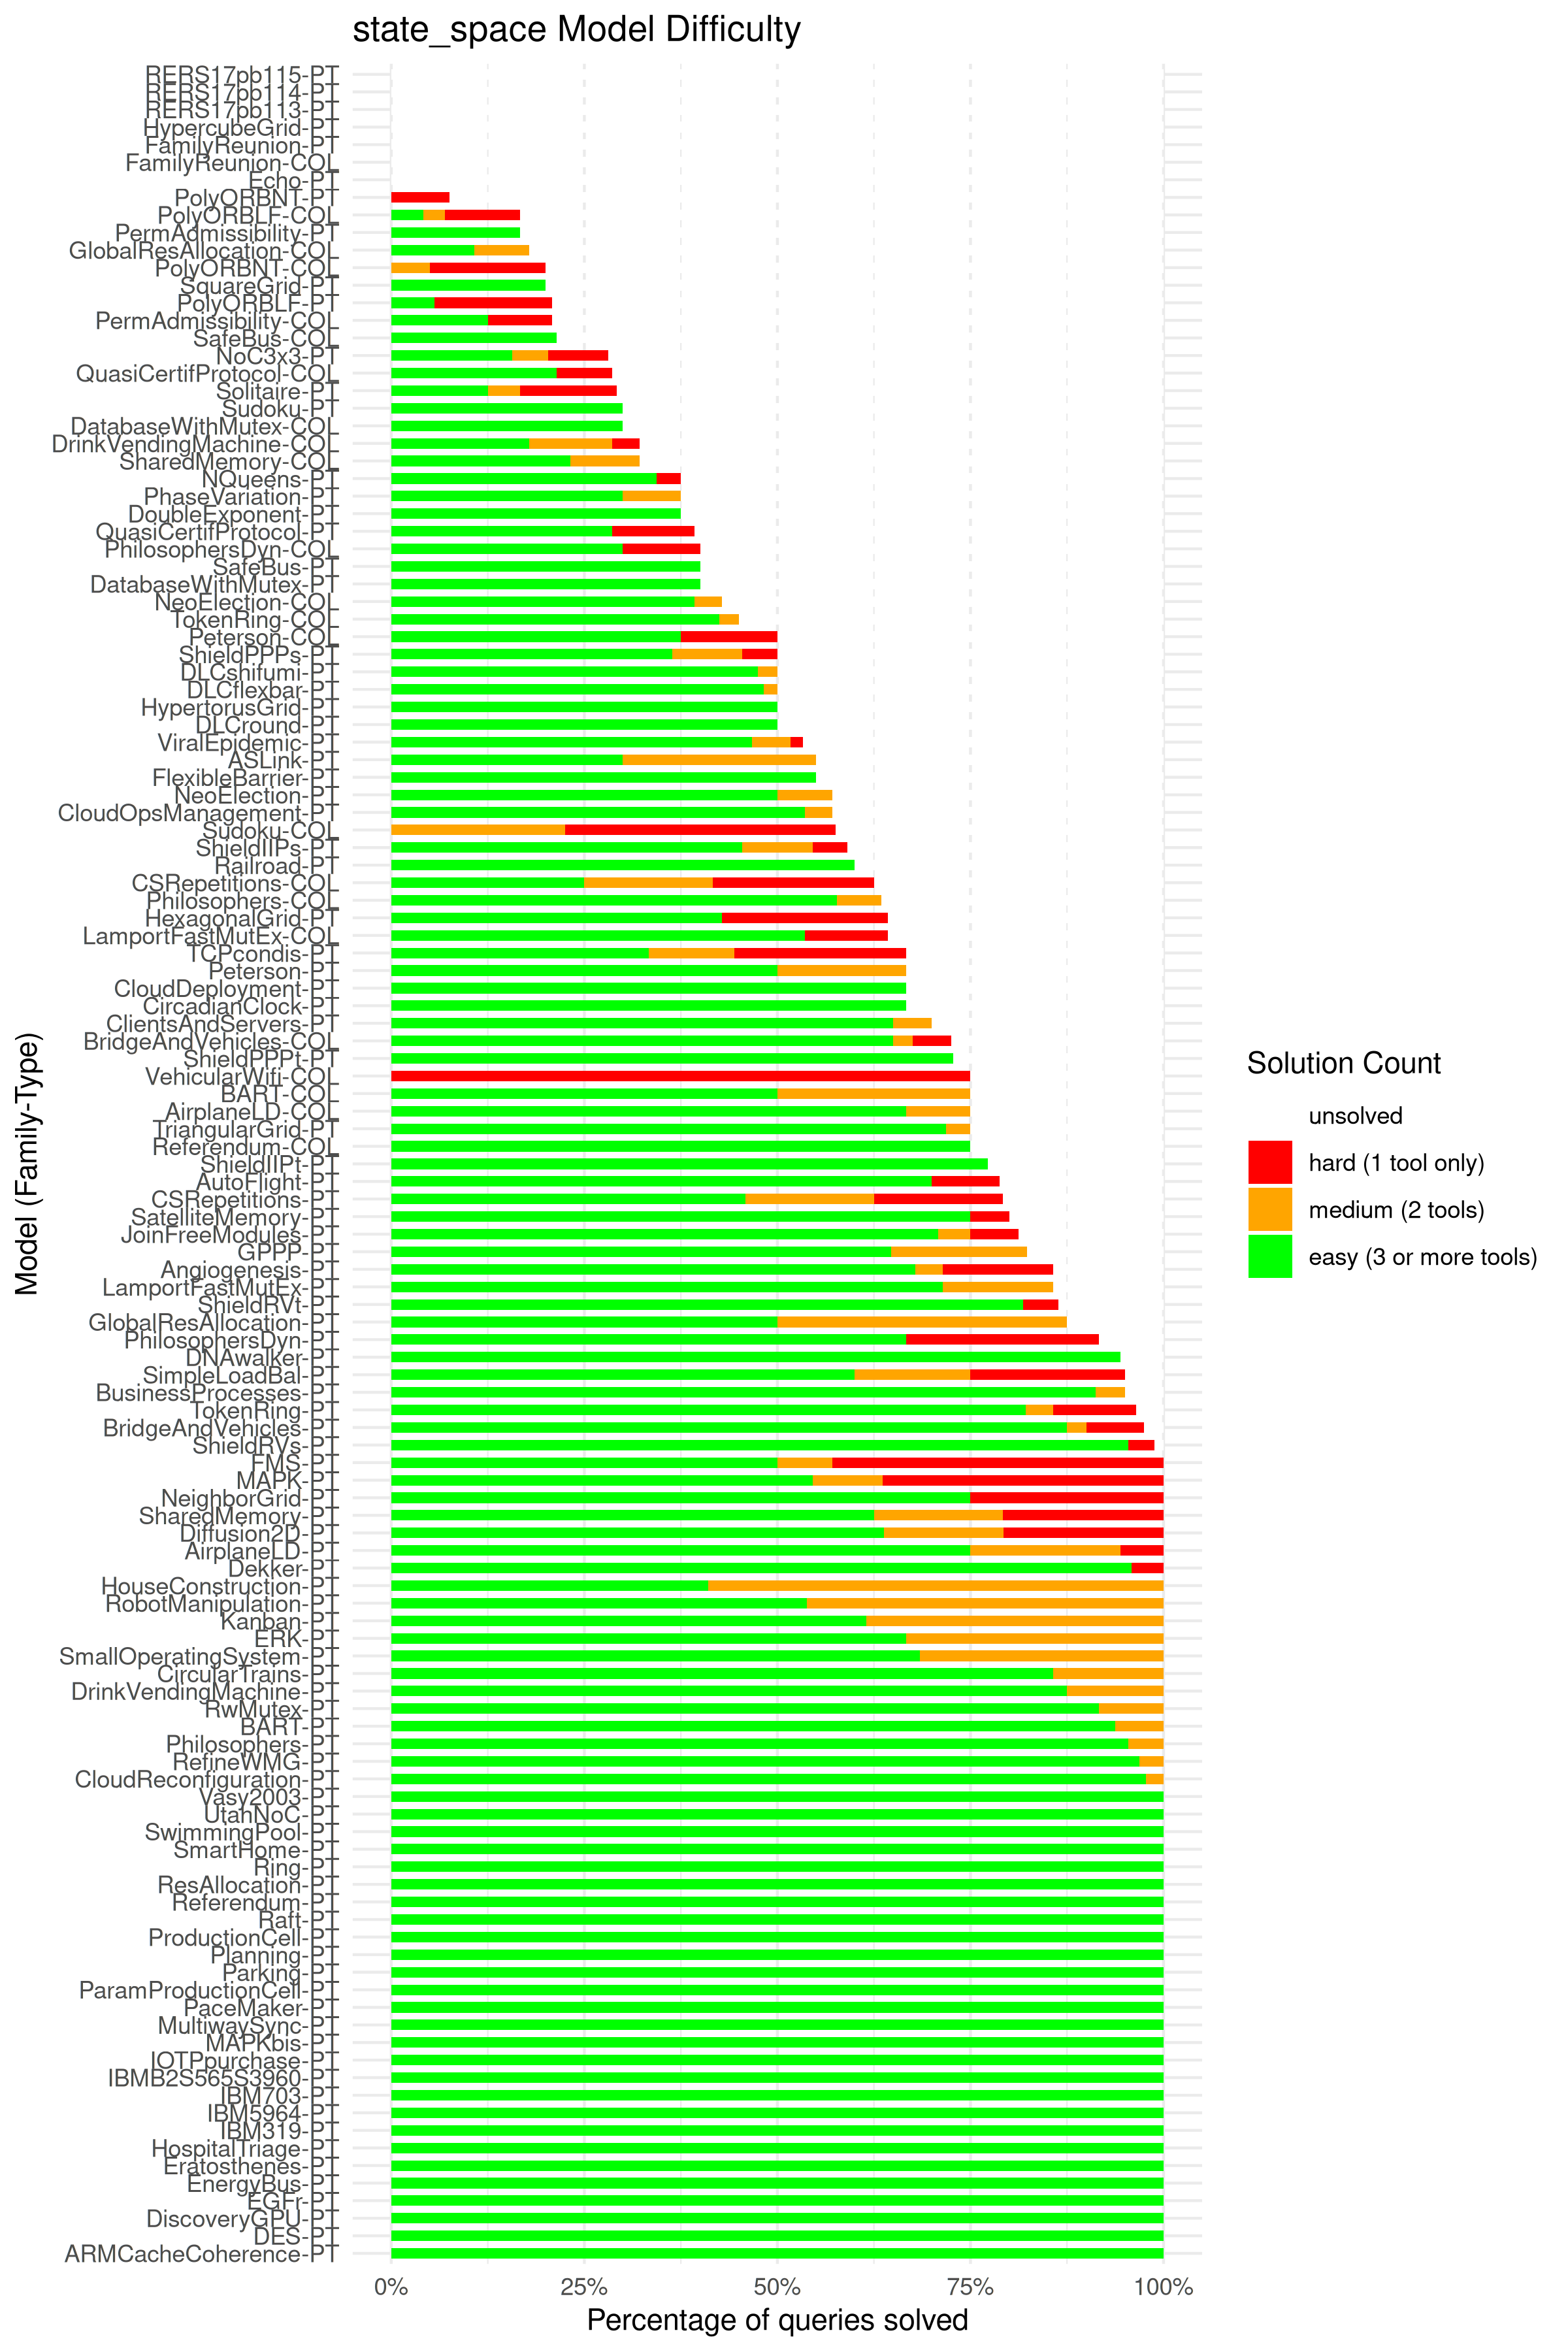 state_space Model Difficulty
RERS17pb115-PT
RERS17pb114-PT
RERS17pb113-PT
HypercubeGrid-PT
FamilyReunion-PT
FamilyReunion-COL
Echo-PT
PolyORBNT-PT
PolyORBLF-COL
PermAdmissibility-PT
GlobalResAllocation-COL
PolyORBNT-COL
SquareGrid-PT
PolyORBLF-PT
PermAdmissibility-COL
SafeBus-COL
NoC3x3-PT
QuasiCertifProtocol-COL
Solitaire-PT
Sudoku-PT
DatabaseWithMutex-COL
DrinkVendingMachine-COL
SharedMemory-COL
NQueens-PT
PhaseVariation-PT
DoubleExponent-PT
QuasiCertifProtocol-PT
PhilosophersDyn-COL
SafeBus-PT
DatabaseWithMutex-PT
NeoElection-COL
TokenRing-COL
Peterson-COL
ShieldPPPs-PT
DLCshifumi-PT
DLCflexbar-PT
HypertorusGrid-PT
DLCround-PT
ViralEpidemic-PT
ASLink-PT
FlexibleBarrier-PT
NeoElection-PT
CloudOpsManagement-PT
Sudoku-COL
ShieldIIPs-PT
Railroad-PT
CSRepetitions-COL
Philosophers-COL
HexagonalGrid-PT
LamportFastMutEx-COL
TCPcondis-PT
Peterson-PT
CloudDeployment-PT
CircadianClock-PT
ClientsAndServers-PT
BridgeAndVehicles-COL
ShieldPPPt-PT
VehicularWifi-COL
BART-COL
AirplaneLD-COL
TriangularGrid-PT
Referendum-COL
ShieldIIPt-PT
AutoFlight-PT
CSRepetitions-PT
SatelliteMemory-PT
JoinFreeModules-PT
GPPP-PT
Angiogenesis-PT
LamportFastMutEx-PT
ShieldRVt-PT
GlobalResAllocation-PT
PhilosophersDyn-PT
DNAwalker-PT
SimpleLoadBal-PT
BusinessProcesses-PT
TokenRing-PT
BridgeAndVehicles-PT
ShieldRVs-PT
FMS-PT
MAPK-PT
NeighborGrid-PT
SharedMemory-PT
Diffusion2D-PT
AirplaneLD-PT
Dekker-PT
HouseConstruction-PT
RobotManipulation-PT
Kanban-PT
ERK-PT
SmallOperatingSystem-PT
CircularTrains-PT
DrinkVendingMachine-PT
RwMutex-PT
BART-PT
Philosophers-PT
RefineWMG-PT
CloudReconfiguration-PT
Vasy2003-PT
UtahNoC-PT
SwimmingPool-PT
SmartHome-PT
Ring-PT
ResAllocation-PT
Referendum-PT
Raft-PT
ProductionCell-PT
Planning-PT
Parking-PT
ParamProductionCell-PT
PaceMaker-PT
MultiwaySync-PT
MAPKbis-PT
IOTPpurchase-PT
IBMB2S565S3960-PT
IBM703-PT
IBM5964-PT
IBM319-PT
HospitalTriage-PT
Eratosthenes-PT
EnergyBus-PT
EGFr-PT
DiscoveryGPU-PT
DES-PT
ARMCacheCoherence-PT
0% 25% 50% 75% 100%
Percentage of queries solved
Model (Family-Type)
Solution Count
unsolved
hard (1 tool only)
medium (2 tools)
easy (3 or more tools)